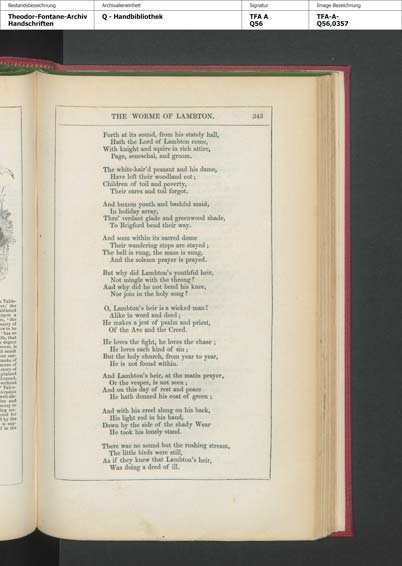 Bestandsbezeichnung Archivalieneinheit Signatur Image-Bezeichnung
Theodor-Fontane-Archiv Q - Handbibliothek TFA A TFA-A-
Handschriften Q56 Q56,0357
THE WORME OF LAMBTON. 343
Forth at its sound, from his stately hall,
Hath the Lord of Lambton come,
With knight and squire in rich attire,
Page, seneschal, and groom.
The white-hair'd peasant and his dame,
Have left their woodland cot;
Children of toil and poverty,
Their cares and toil forgot.
And buxom youth and bashful maid,
In holiday array,
Thro' verdant glade and greenwood shade,
To Brigford bend their way.
And soon within its sacred dome
Their wandering steps are stayed;
The bell is rung, the mass is sung,
And the solemn prayer is prayed.
But why did Lambton's youthful heir,
Not mingle with the throng?
And why did he not bend his knee,
Nor join in the holy song?
O, Lambton's heir is a wicked man!
Alike in word and deed;
He makes a jest of psalm and priest,
Of the Ave and the Creed.
He loves the fight, he loves the chase;
He loves each kind of sin;
But the holy church, from year to year,
He is not found within.
And Lambton's heir, at the matin prayer,
Or the vesper, is not seen;
And on this day of rest and peace
He hath donned his coat of green;
And with his creel slung on his back,
His light rod in his hand,
Down by the side of the shady Wear
He took his lonely stand.
There was no sound but the rushing stream,
The little birds were still,
As if they knew that Lambton's heir,
Was doing a deed of ill.